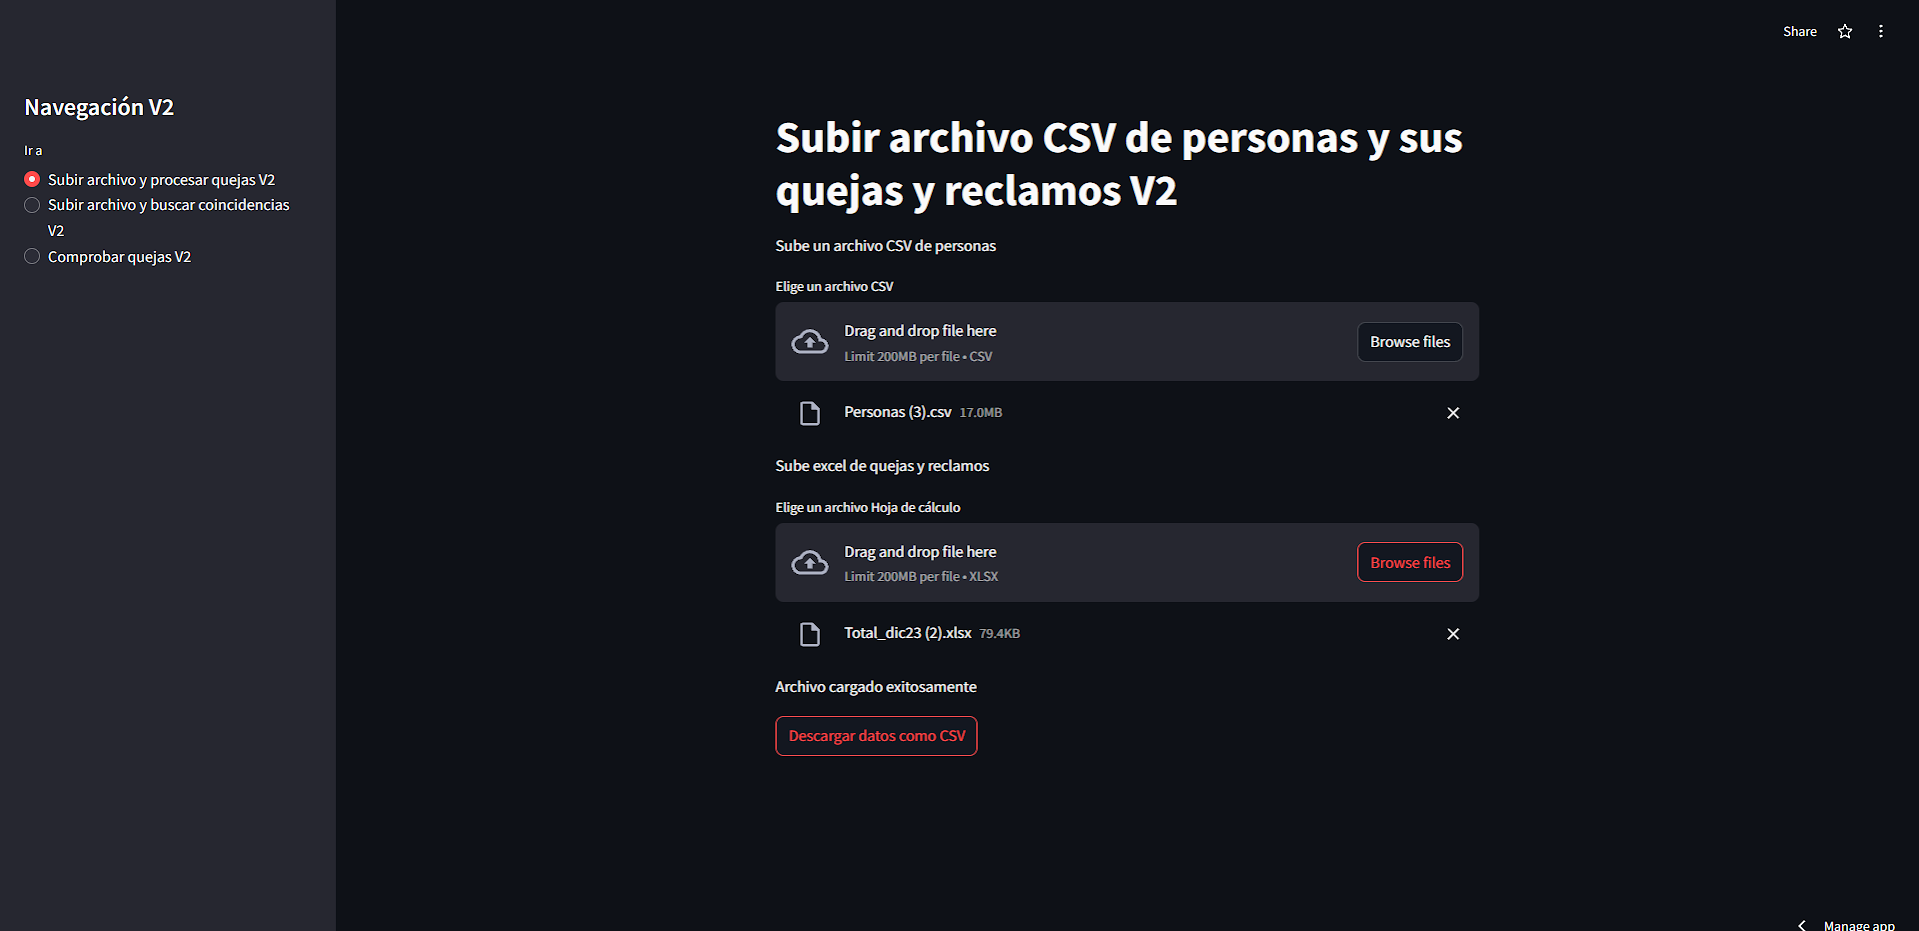 Share
Navegación V2
Ir a
Subir archivo y procesar quejas V2
Subir archivo y buscar coincidencias
V2
Comprobar quejas V2
Subir archivo CSV de personas y sus
quejas y reclamos V2
Sube un archivo CSV de personas
Elige un archivo CSV
Drag and drop file here
Limit 200MB per file • CSV
Browse files
Personas (3).csv 17.0MB
Sube excel de quejas y reclamos
Elige un archivo Hoja de cálculo
Drag and drop file here
Limit 200MB per file • XLSX
Browse files
Total_dic23 (2).xlsx 79.4KB
Archivo cargado exitosamente
Descargar datos como CSV
Manage app